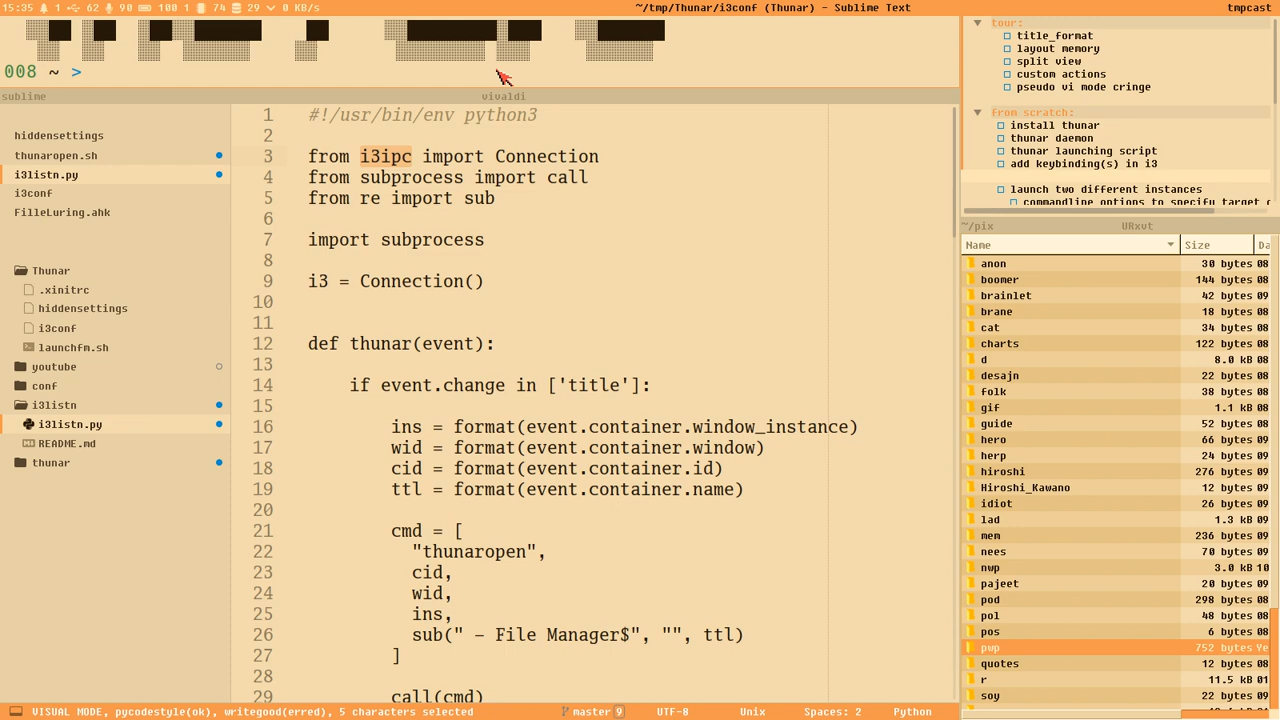 15:35 1 62 90 100 1 74 29 0 KB/s
~/tmp/Thunar/i3conf (Thunar) - Sublime Text
tmpcast
008 ~ >
sublime
vivaldi
hiddensettings
thunaropen.sh
i3listn.py
i3conf
FilleLuring.ahk
Thunar
.xinitrc
hiddensettings
i3conf
launchfm.sh
youtube
conf
i3listn
i3listn.py
README.md
thunar
1 #!/usr/bin/env python3
2
3 from i3ipc import Connection
4 from subprocess import call
5 from re import sub
6
7 import subprocess
8
9 i3 = Connection()
10
11
12 def thunar(event):
13
14 if event.change in ['title']:
15
16 ins = format(event.container.window_instance)
17 wid = format(event.container.window)
18 cid = format(event.container.id)
19 ttl = format(event.container.name)
20
21 cmd = [
22 "thunaropen",
23 cid,
24 wid,
25 ins,
26 sub(" - File Manager$", "", ttl)
27 ]
28
29 call(cmd)
tour:
title_format
layout memory
split view
custom actions
pseudo vi mode cringe
From scratch:
install thunar
thunar daemon
thunar launching script
add keybinding(s) in i3
launch two different instances
commandline options to specify target
~/pix URxvt
Name Size Da
anon 30 bytes 08
boomer 144 bytes 08
brainlet 42 bytes 09
brane 18 bytes 08
cat 34 bytes 08
charts 122 bytes 08
d 8.0 kB 08
desajn 22 bytes 08
folk 38 bytes 08
gif 1.1 kB 08
guide 52 bytes 08
hero 66 bytes 09
herp 24 bytes 09
hiroshi 276 bytes 09
Hiroshi_Kawano 12 bytes 09
idiot 26 bytes 09
lad 1.3 kB 09
mem 236 bytes 09
nees 70 bytes 09
nwp 3.0 kB 10
pajeet 20 bytes 09
pod 298 bytes 08
pol 48 bytes 08
pos 6 bytes 08
pwp 752 bytes Ye
quotes 12 bytes 08
r 11.5 kB 01
soy 22 bytes 09
VISUAL MODE, pycodestyle(ok), writegood(erred), 5 characters selected
master 9
UTF-8
Unix
Spaces: 2
Python